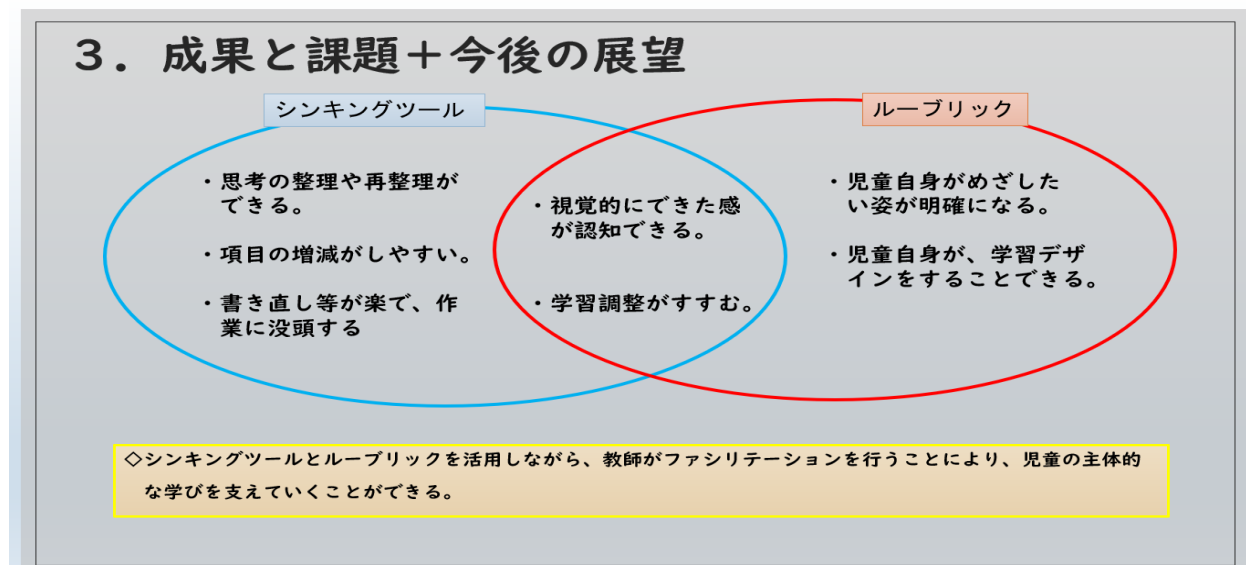 ３．成果と課題＋今後の展望
シンキングツール
・思考の整理や再整理が
できる。
・項目の増減がしやすい。
・書き直し等が楽で、作
業に没頭する
・視覚的にできた感
が認知できる。
・学習調整がすすむ。
ルーブリック
・児童自身がめざした
い姿が明確になる。
・児童自身が、学習デザ
インをすることできる。
◇シンキングツールとルーブリックを活用しながら、教師がファシリテーションを行うことにより、児童の主体的
な学びを支えていくことができる。